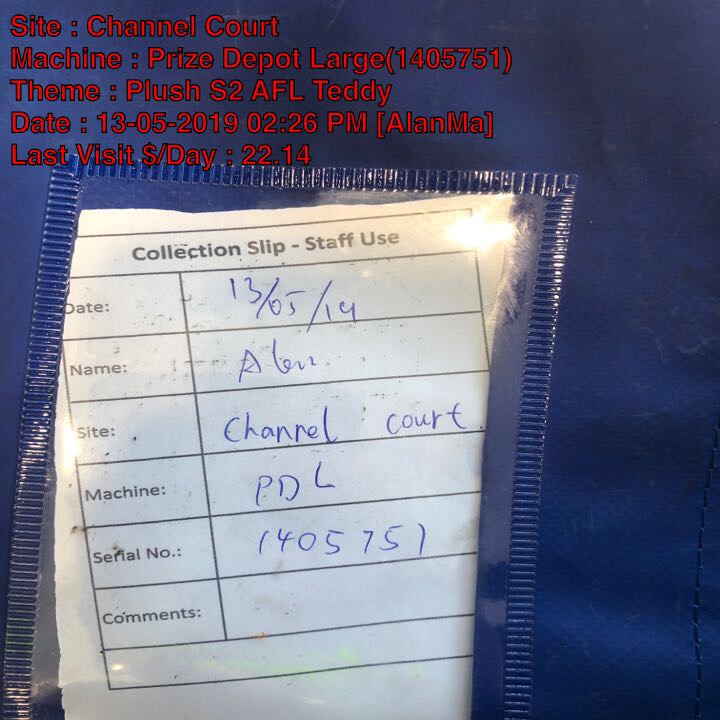 Site : Channel Court
Machine : Prize Depot Large(1405751)
Theme : Plush S2 AFL Teddy
Date : 13-05-2019 02:26 PM [AlanMa]
Last Visit $/Day : 22.14
Collection Slip - Staff Use
Date: 13/05/19
Name: Alan
Site: Channel court
Machine: PDL
Serial No.: 1405751
Comments: